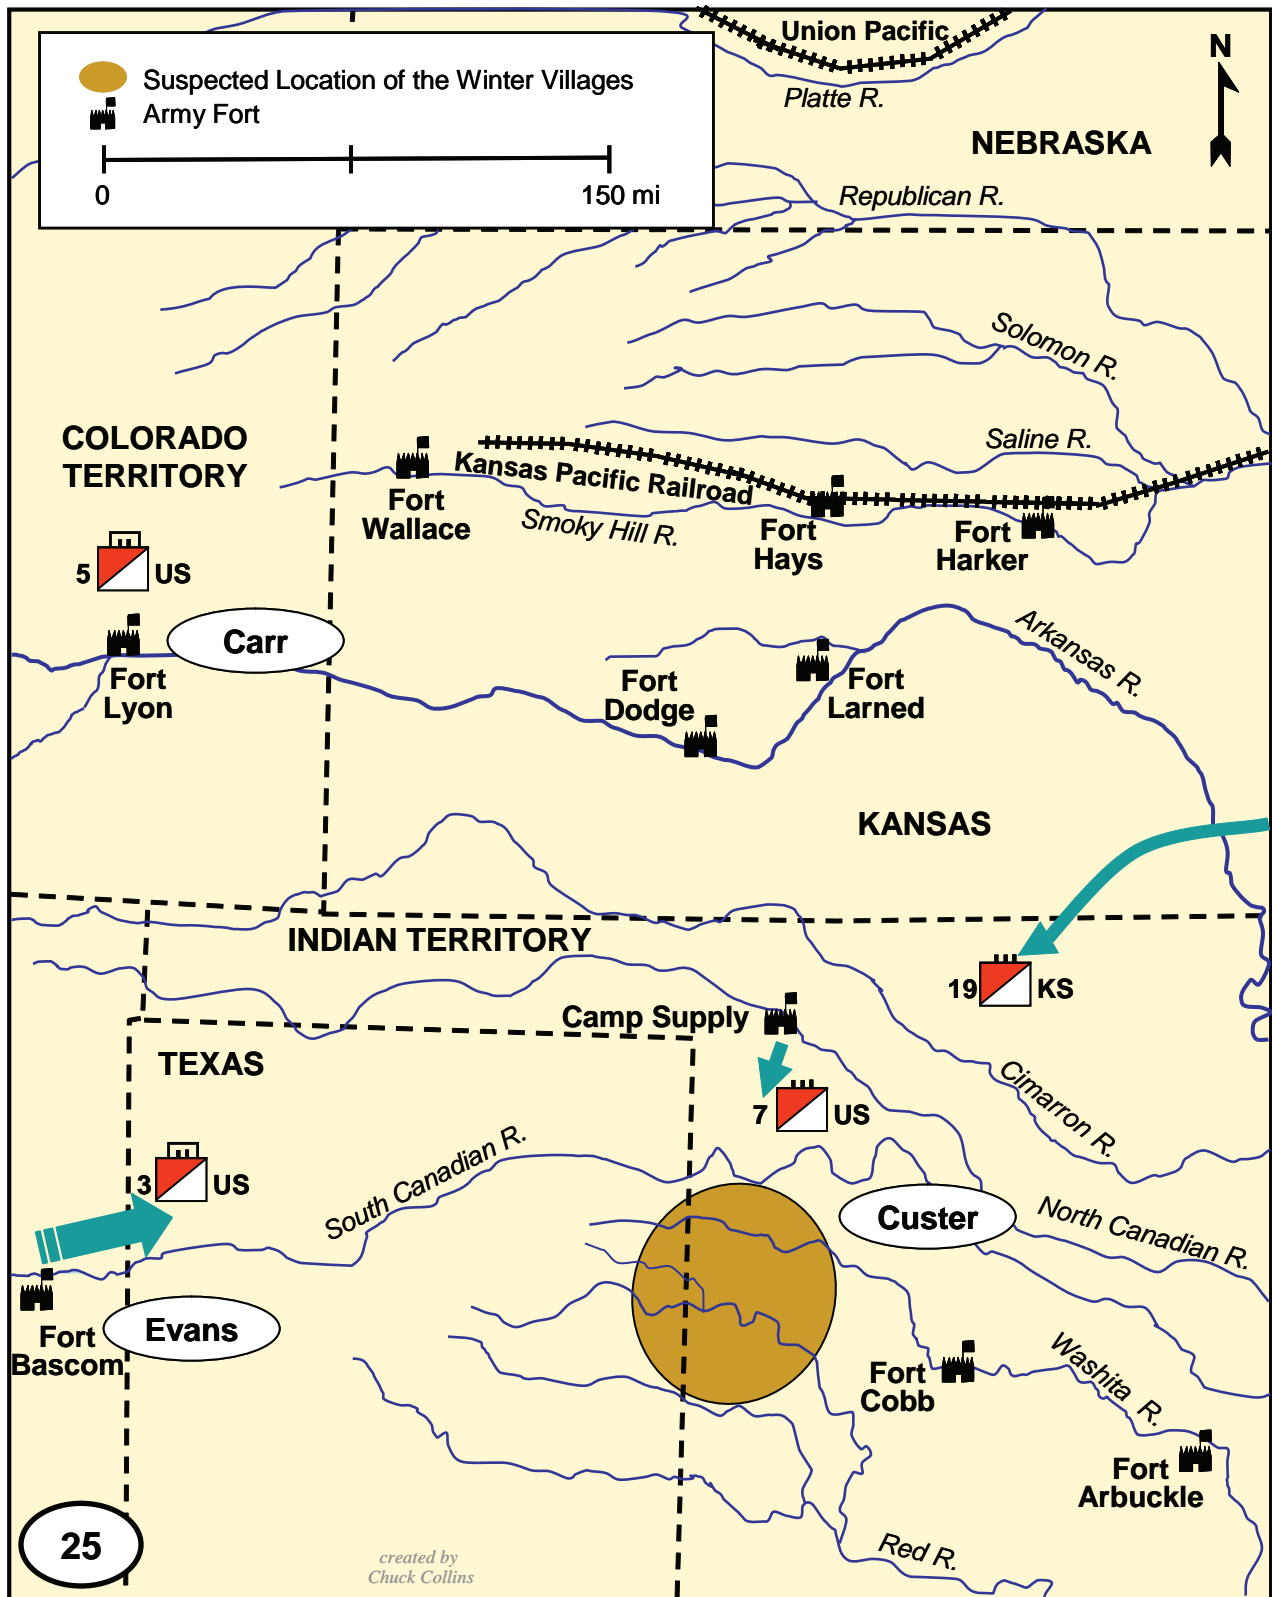 Union Pacific
Platte R.
N
NEBRASKA
Suspected Location of the Winter Villages
Army Fort
0
150 mi
Republican R.
Solomon R.
COLORADO
TERRITORY
Saline R.
Kansas Pacific Railroad
Fort
Wallace
Smoky Hill R.
Fort
Hays
Fort
Harker
5
US
Carr
Fort
Lyon
Arkansas R.
Fort
Dodge
Fort
Larned
KANSAS
INDIAN TERRITORY
19
KS
Camp Supply
TEXAS
7
US
Cimarron R.
3
US
South Canadian R.
Custer
North Canadian R.
Evans
Fort
Bascom
Fort
Cobb
Washita R.
Fort
Arbuckle
25
created by
Chuck Collins
Red R.